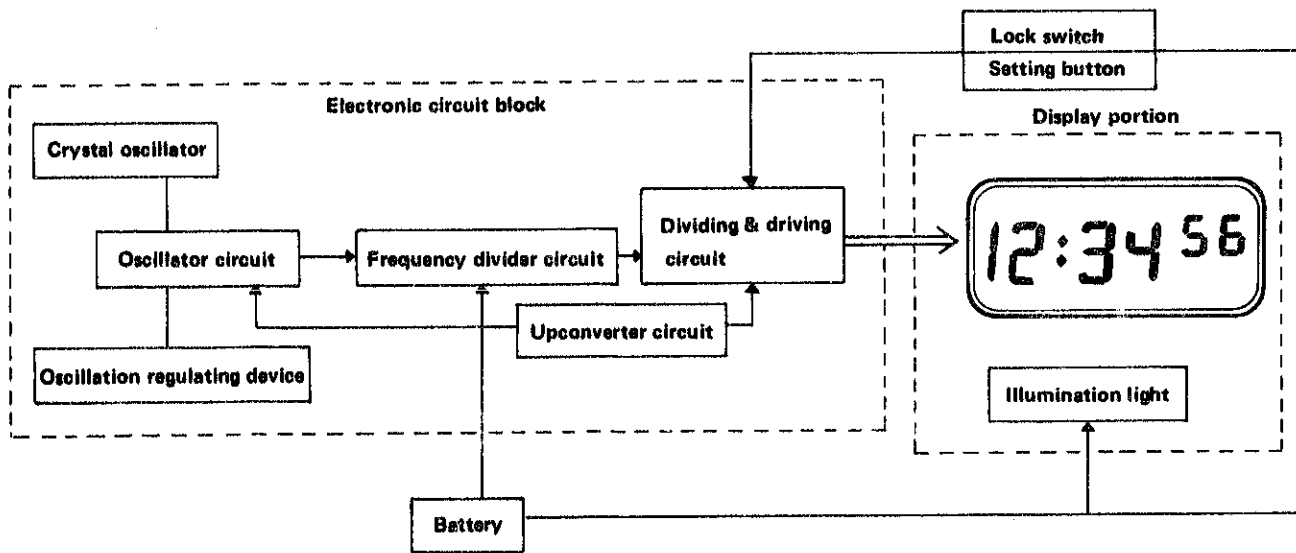 Lock switch
Setting button
Electronic circuit block
Display portion
Crystal oscillator
Oscillator circuit
Frequency divider circuit
Dividing & driving
circuit
12:34 56
Upconverter circuit
Oscillation regulating device
Illumination light
Battery